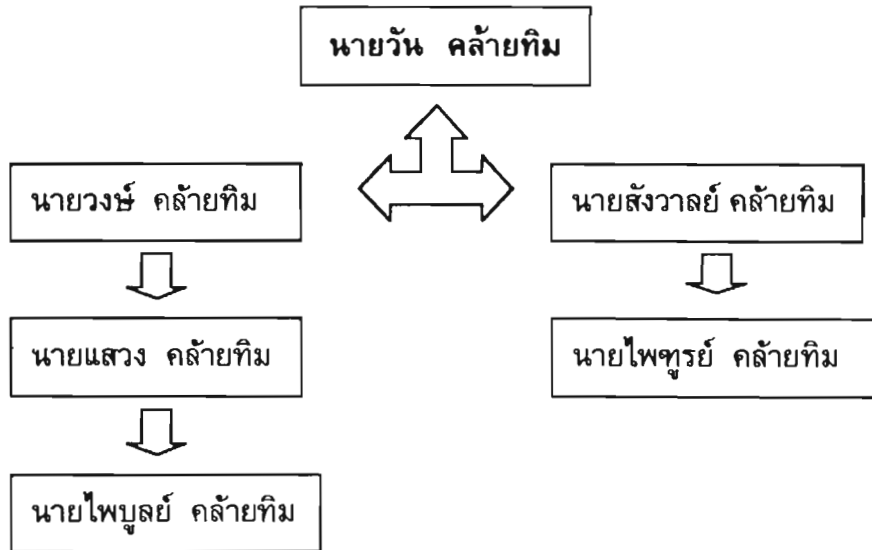 นายวัน คล้ายทิม
นายวงษ์ คล้ายทิม
นายสังวาลย์ คล้ายทิม
นายแสวง คล้ายทิม
นายไพฑูรย์ คล้ายทิม
นายไพบูลย์ คล้ายทิม